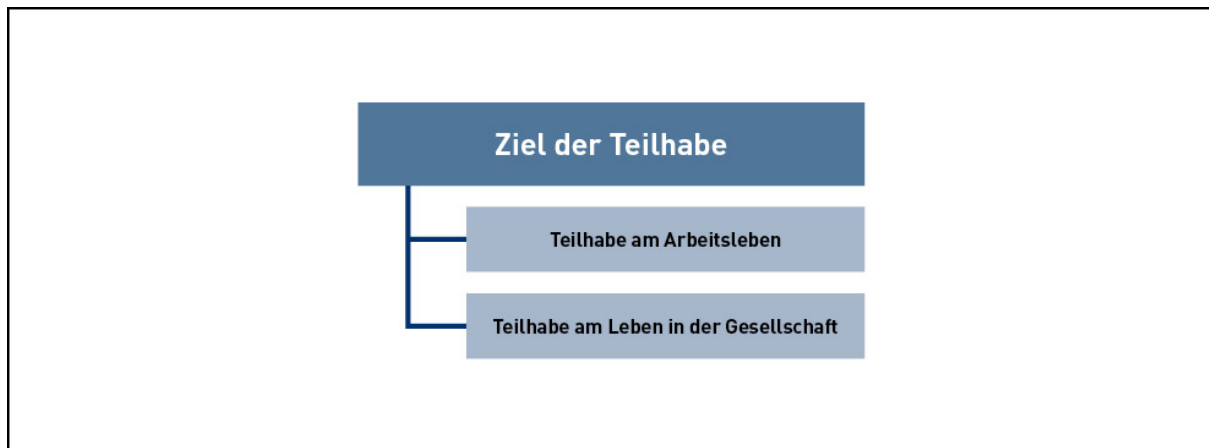 Ziel der Teilhabe
Teilhabe am Arbeitsleben
Teilhabe am Leben in der Gesellschaft